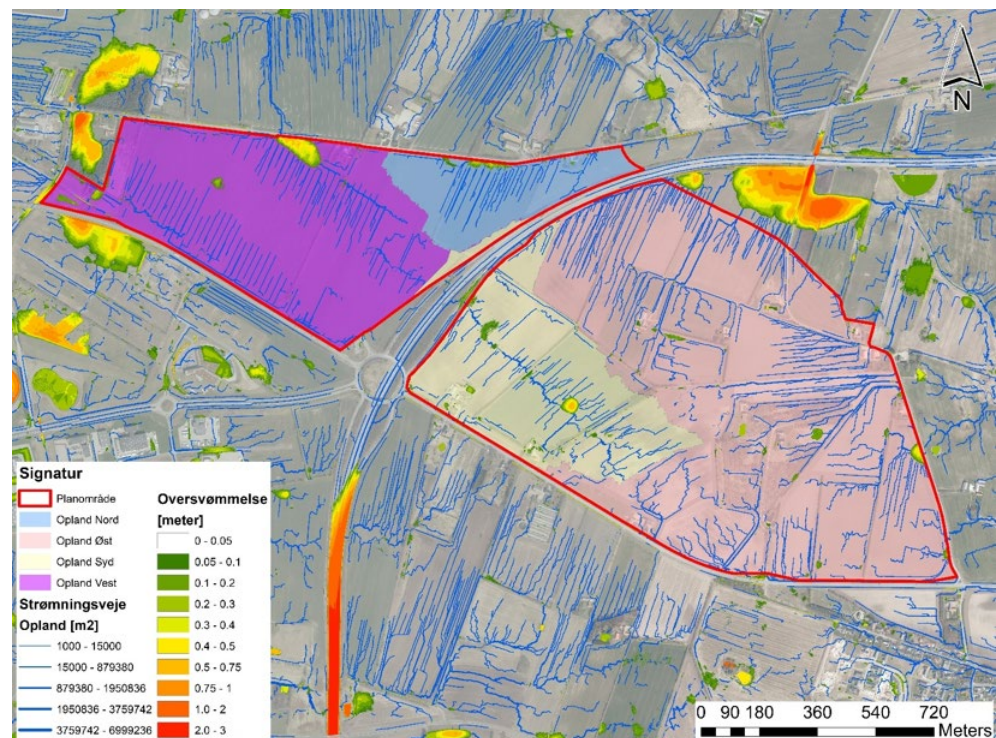 N
Signatur
Planområde
Opland Nord
Opland Øst
Opland Syd
Opland Vest
Strømningsveje
Opland [m2]
1000 - 15000
15000 - 879380
879380 - 1950836
1950836 - 3759742
3759742 - 6999236
Oversvømmelse
[meter]
0 - 0.05
0.05 - 0.1
0.1 - 0.2
0.2 - 0.3
0.3 - 0.4
0.4 - 0.5
0.5 - 0.75
0.75 - 1
1.0 - 2
2.0 - 3
0 90 180 360 540 720
Meters